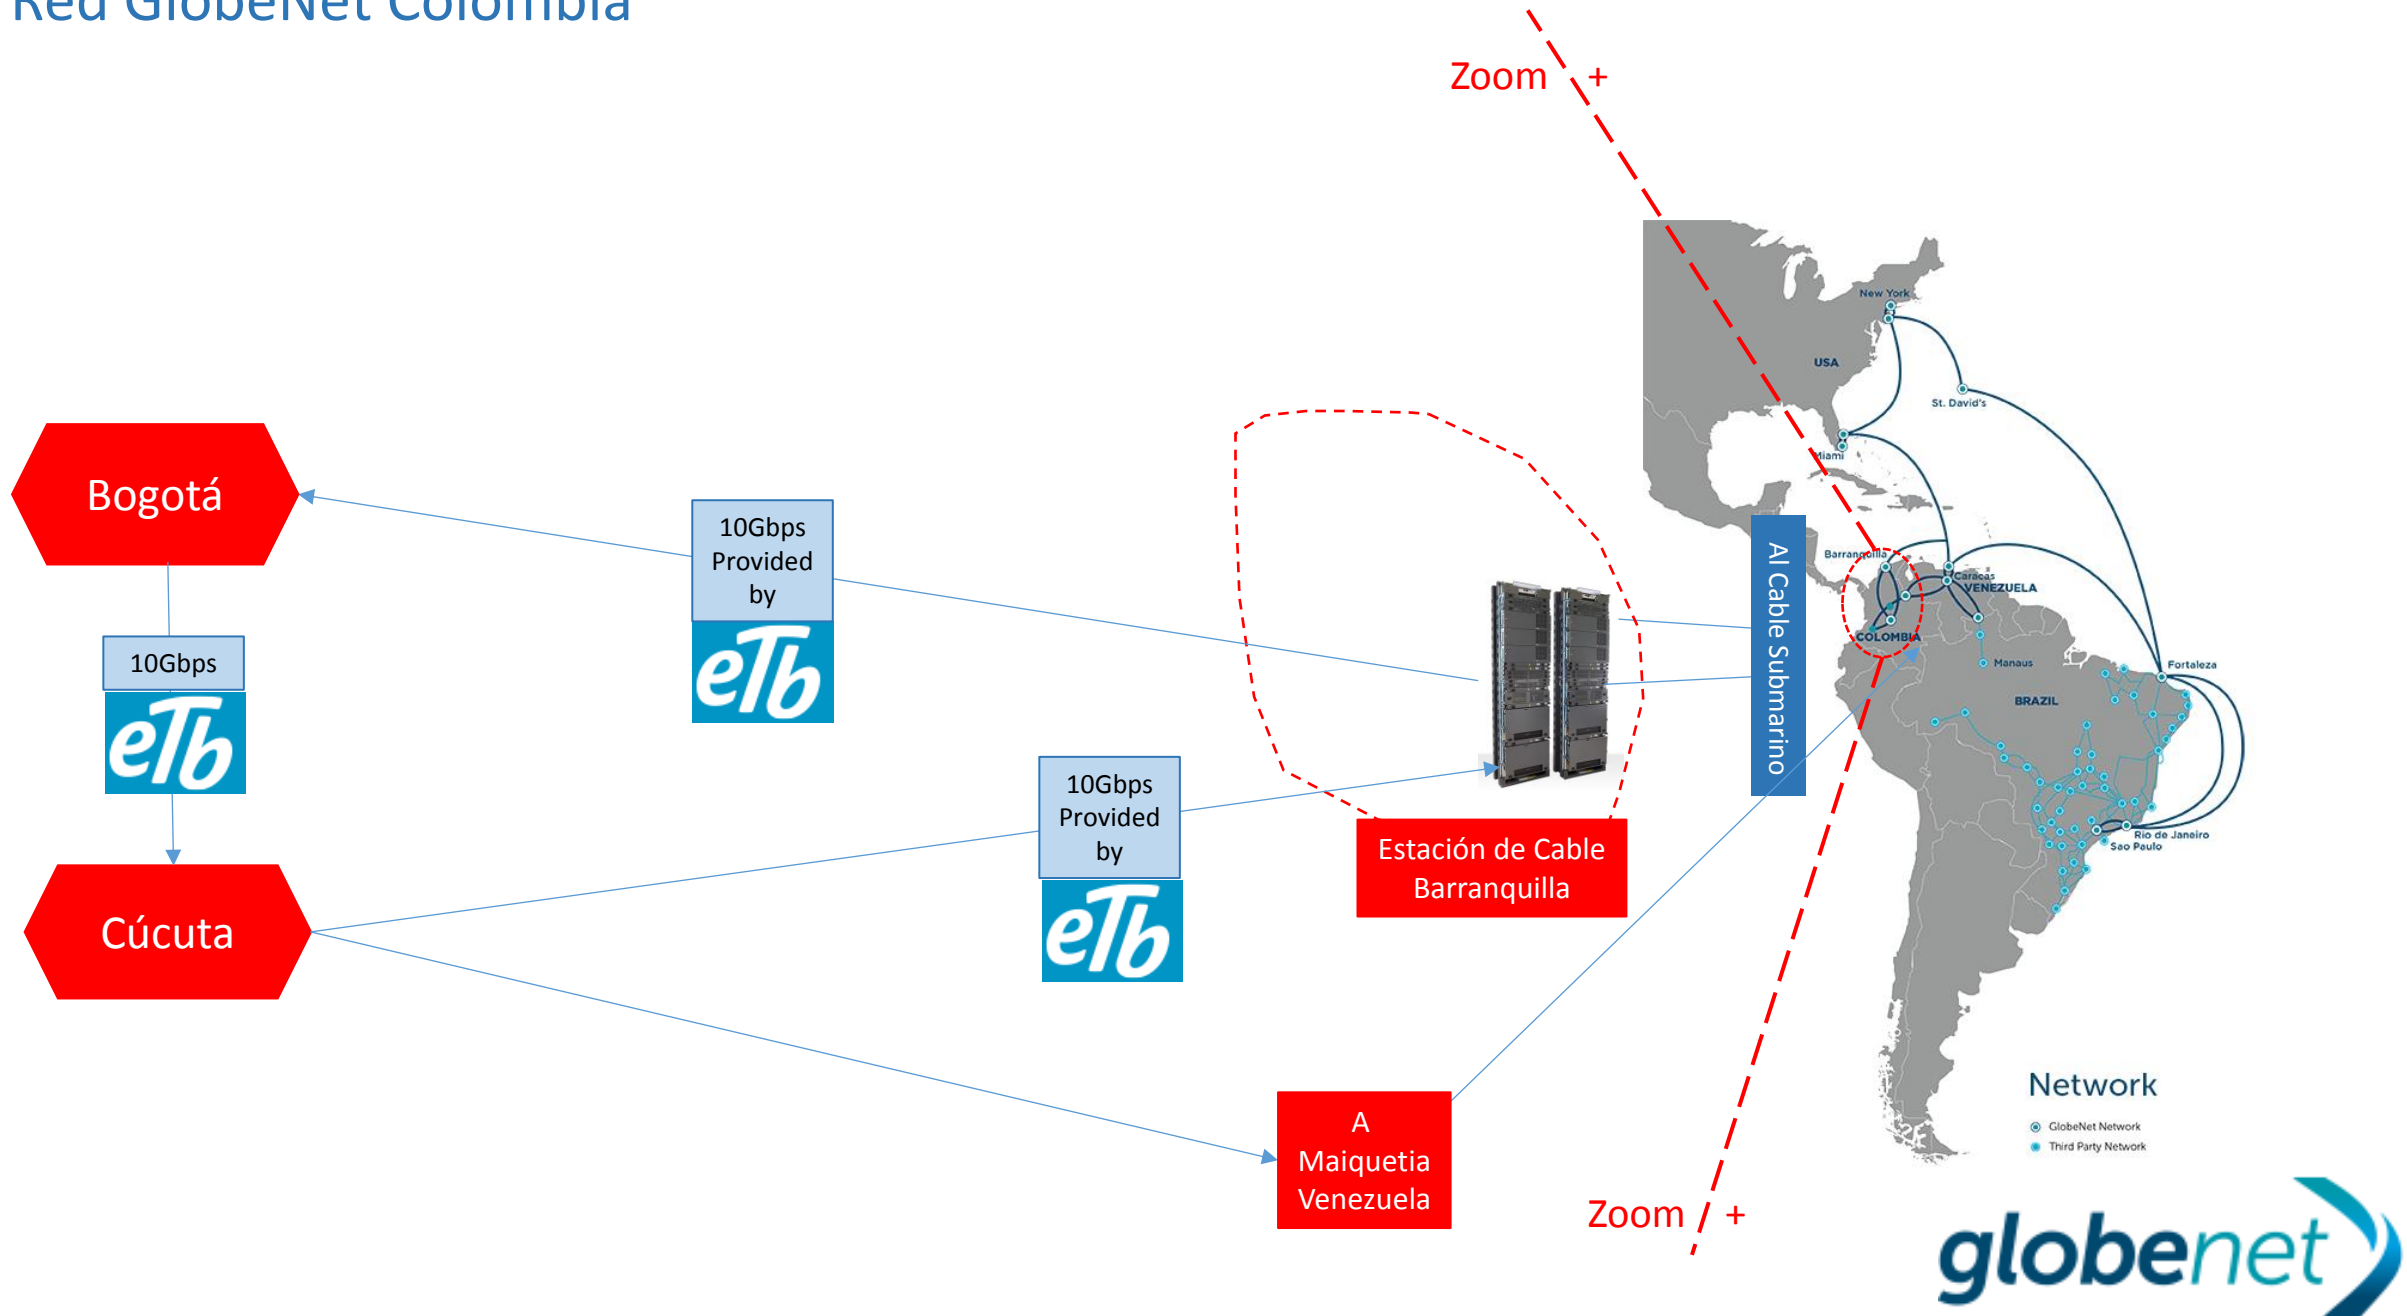 Red GlobeNet Colombia
Zoom +
New York
USA
St. David's
Miami
Bogotá
10Gbps
Provided
by
eTb
10Gbps
eTb
Al Cable Submarino
Barranquilla
Caracas
VENEZUELA
COLOMBIA
Manaus
Fortaleza
BRAZIL
Rio de Janeiro
Sao Paulo
10Gbps
Provided
by
eTb
Estación de Cable
Barranquilla
Cúcuta
A
Maiquetia
Venezuela
Zoom +
Network
GlobeNet Network
Third Party Network
globenet